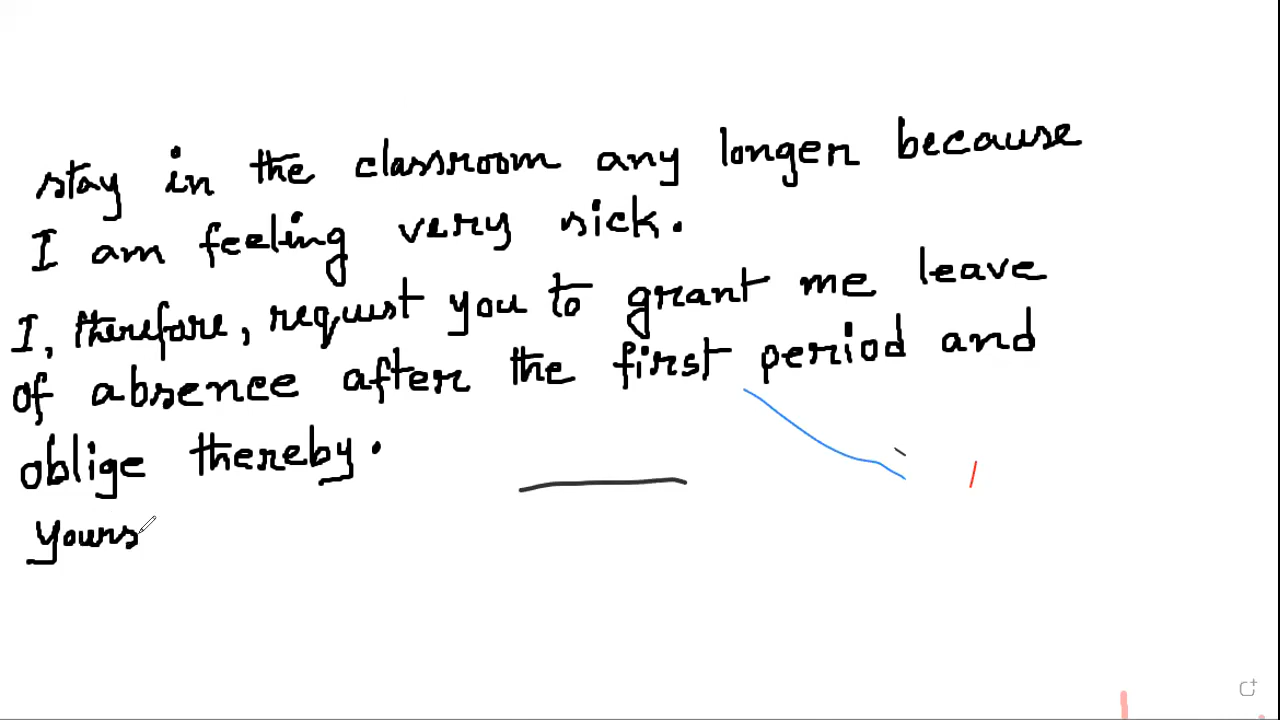 stay in the classroom any longer because
I am feeling very sick.
I, therefore, request you to grant me leave
of absence after the first period and
oblige thereby.
yours